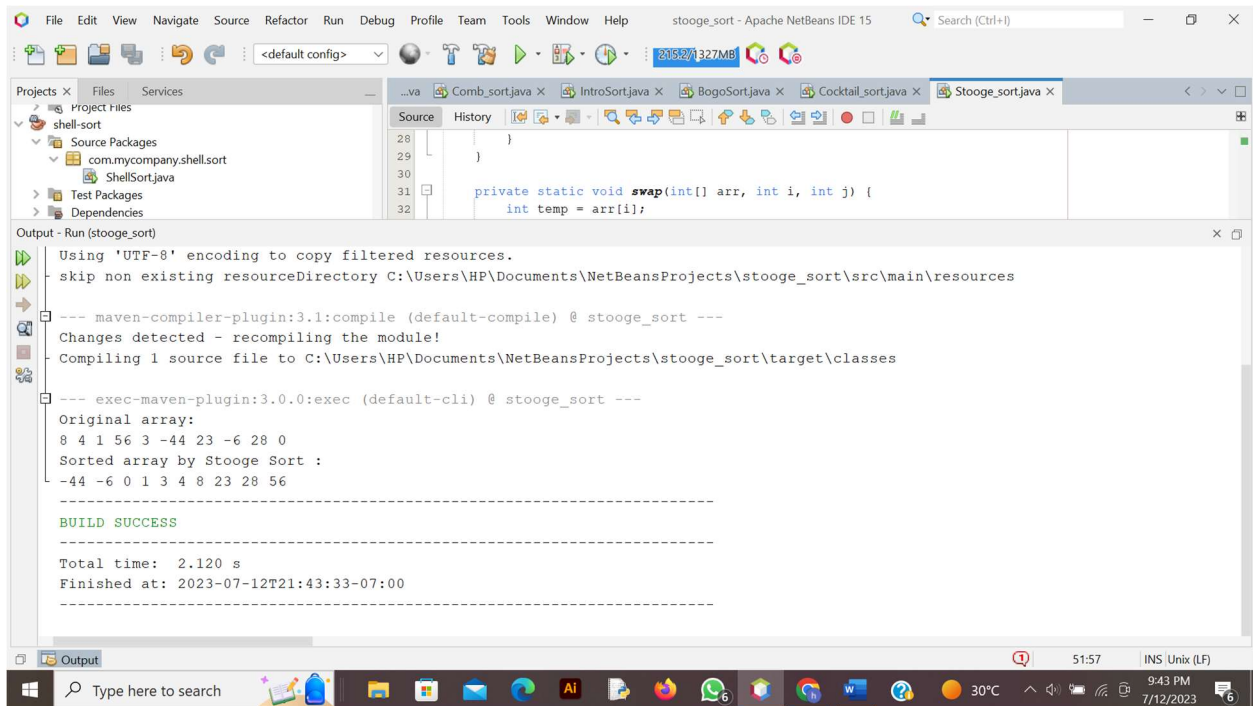 File Edit View Navigate Source Refactor Run Debug Profile Team Tools Window Help stooge_sort - Apache NetBeans IDE 15 Search (Ctrl+I)
<default config> 215.2/1327MB
Projects Files Services
...va Comb_sort.java IntroSort.java BogoSort.java Cocktail_sort.java Stooge_sort.java
Project Files
shell-sort
Source Packages
com.mycompany.shell.sort
ShellSort.java
Test Packages
Dependencies
Source History
28 }
29 }
30
31 private static void swap(int[] arr, int i, int j) {
32 int temp = arr[i];
Output - Run (stooge_sort)
Using 'UTF-8' encoding to copy filtered resources.
skip non existing resourceDirectory C:\Users\HP\Documents\NetBeansProjects\stooge_sort\src\main\resources
--- maven-compiler-plugin:3.1:compile (default-compile) @ stooge_sort ---
Changes detected - recompiling the module!
Compiling 1 source file to C:\Users\HP\Documents\NetBeansProjects\stooge_sort\target\classes
--- exec-maven-plugin:3.0.0:exec (default-cli) @ stooge_sort ---
Original array:
8 4 1 56 3 -44 23 -6 28 0
Sorted array by Stooge Sort :
-44 -6 0 1 3 4 8 23 28 56
------------------------------------------------------------------------
BUILD SUCCESS
------------------------------------------------------------------------
Total time: 2.120 s
Finished at: 2023-07-12T21:43:33-07:00
------------------------------------------------------------------------
Output
1 51:57 INS Unix (LF)
Type here to search Ai 6 30°C 9:43 PM
7/12/2023 6